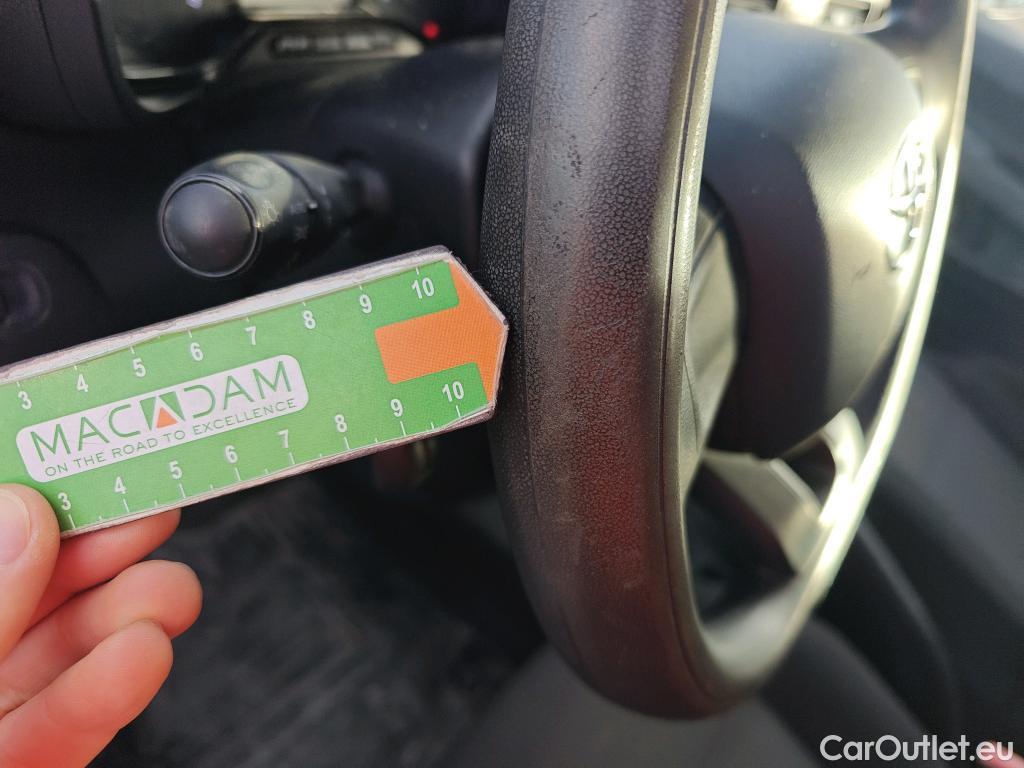 3 4 5 6 7 8 9 10
MACADAM
ON THE ROAD TO EXCELLENCE
3 4 5 6 7 8 9 10
CarOutlet.eu